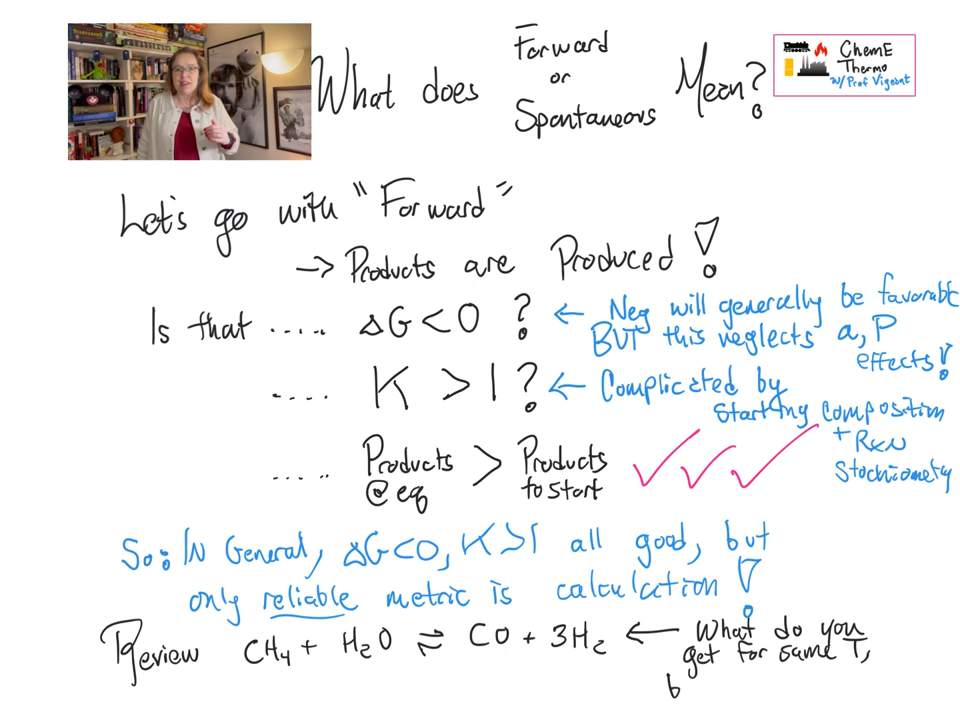 What does Forward or Spontaneous Mean?
ChemE
Thermo
w/ Prof Vigeant
Let's go with "Forward"
→ Products are Produced!
Is that ..... ΔG<0 ? ← Neg will generally be favorable
BUT this neglects a, P
effects!
.... K >1? ← Complicated by
starting composition
+ RXN
Stochiometry
..... Products @ eq > Products to start ✓✓✓
So: IN General, ΔG<0, K>1 all good, but
only reliable metric is calculation!
Review CH₄ + H₂O ⇌ CO + 3H₂ ← What do you
get for same T,
b